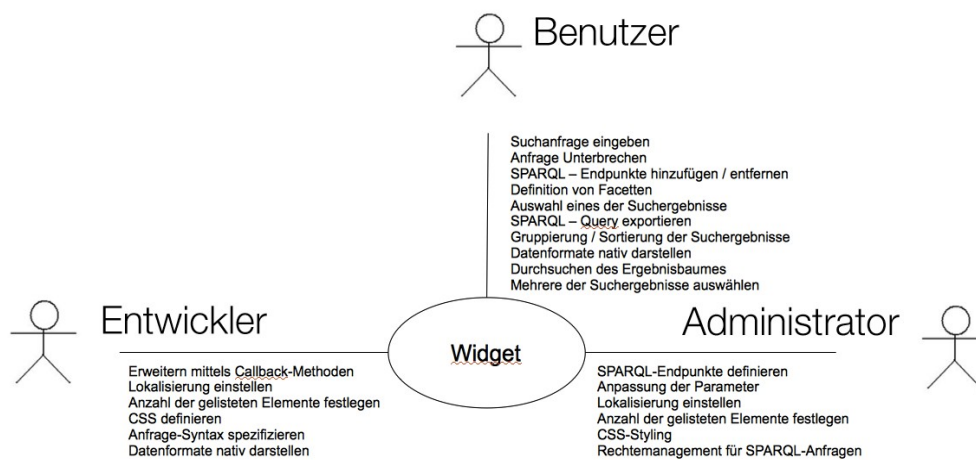 Benutzer
Suchanfrage eingeben
Anfrage Unterbrechen
SPARQL – Endpunkte hinzufügen / entfernen
Definition von Facetten
Auswahl eines der Suchergebnisse
SPARQL – Query exportieren
Gruppierung / Sortierung der Suchergebnisse
Datenformate nativ darstellen
Durchsuchen des Ergebnisbaumes
Mehrere der Suchergebnisse auswählen
Entwickler
Erweitern mittels Callback-Methoden
Lokalisierung einstellen
Anzahl der gelisteten Elemente festlegen
CSS definieren
Anfrage-Syntax spezifizieren
Datenformate nativ darstellen
Widget
Administrator
SPARQL-Endpunkte definieren
Anpassung der Parameter
Lokalisierung einstellen
Anzahl der gelisteten Elemente festlegen
CSS-Styling
Rechtemanagement für SPARQL-Anfragen